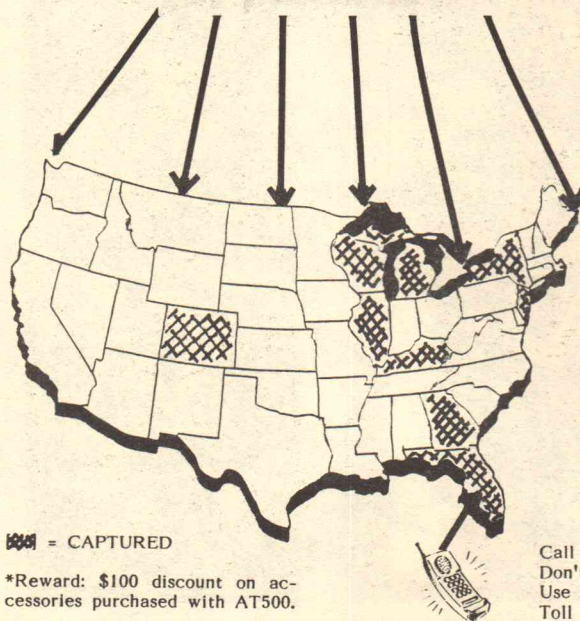 = CAPTURED
*Reward: $100 discount on ac-
cessories purchased with AT500.
Call
Don'
Use
Toll